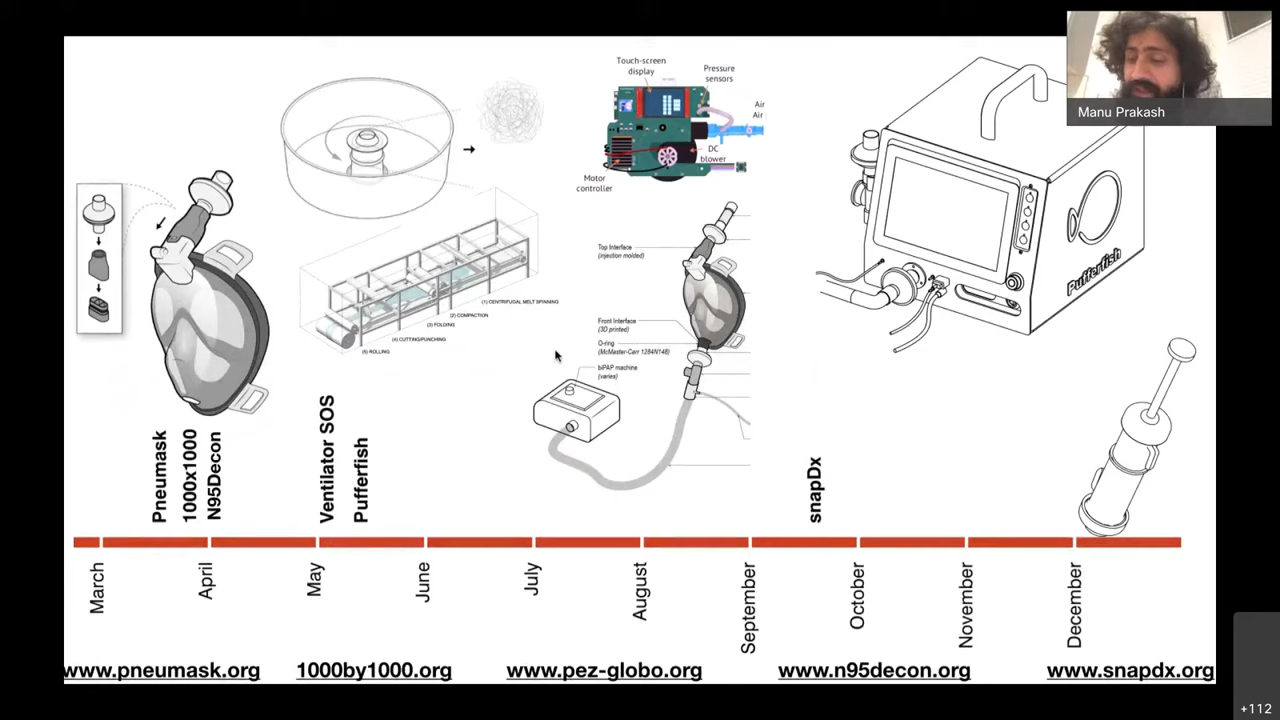 Touch-screen
display
Pressure
sensors
Air
Air
DC
blower
Motor
controller
Manu Prakash
Pufferfish
(1) CENTRIFUGAL MELT SPINNING
(2) COMPACTION
(3) FOLDING
(4) CUTTING/PUNCHING
(5) ROLLING
Top Interface
(injection molded)
Front Interface
(3D printed)
O-ring
(McMaster-Carr 1284N148)
biPAP machine
(varies)
Pneumask
1000x1000
N95Decon
Ventilator SOS
Pufferfish
snapDx
March
April
May
June
July
August
September
October
November
December
www.pneumask.org
1000by1000.org
www.pez-globo.org
www.n95decon.org
www.snapdx.org
+112